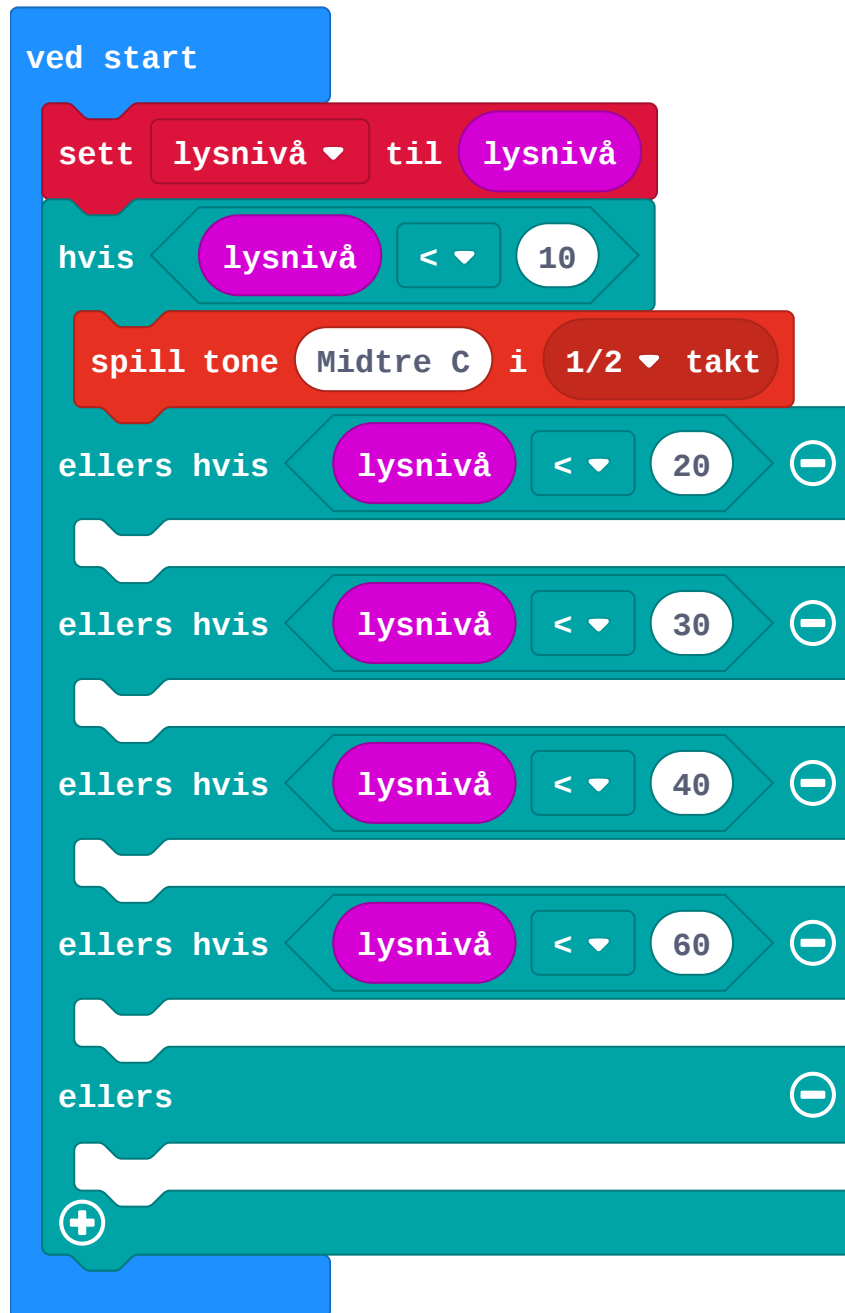 ved start
sett lysnivå til lysnivå
hvis lysnivå < 10
spill tone Midtre C i 1/2 takt
ellers hvis lysnivå < 20
ellers hvis lysnivå < 30
ellers hvis lysnivå < 40
ellers hvis lysnivå < 60
ellers